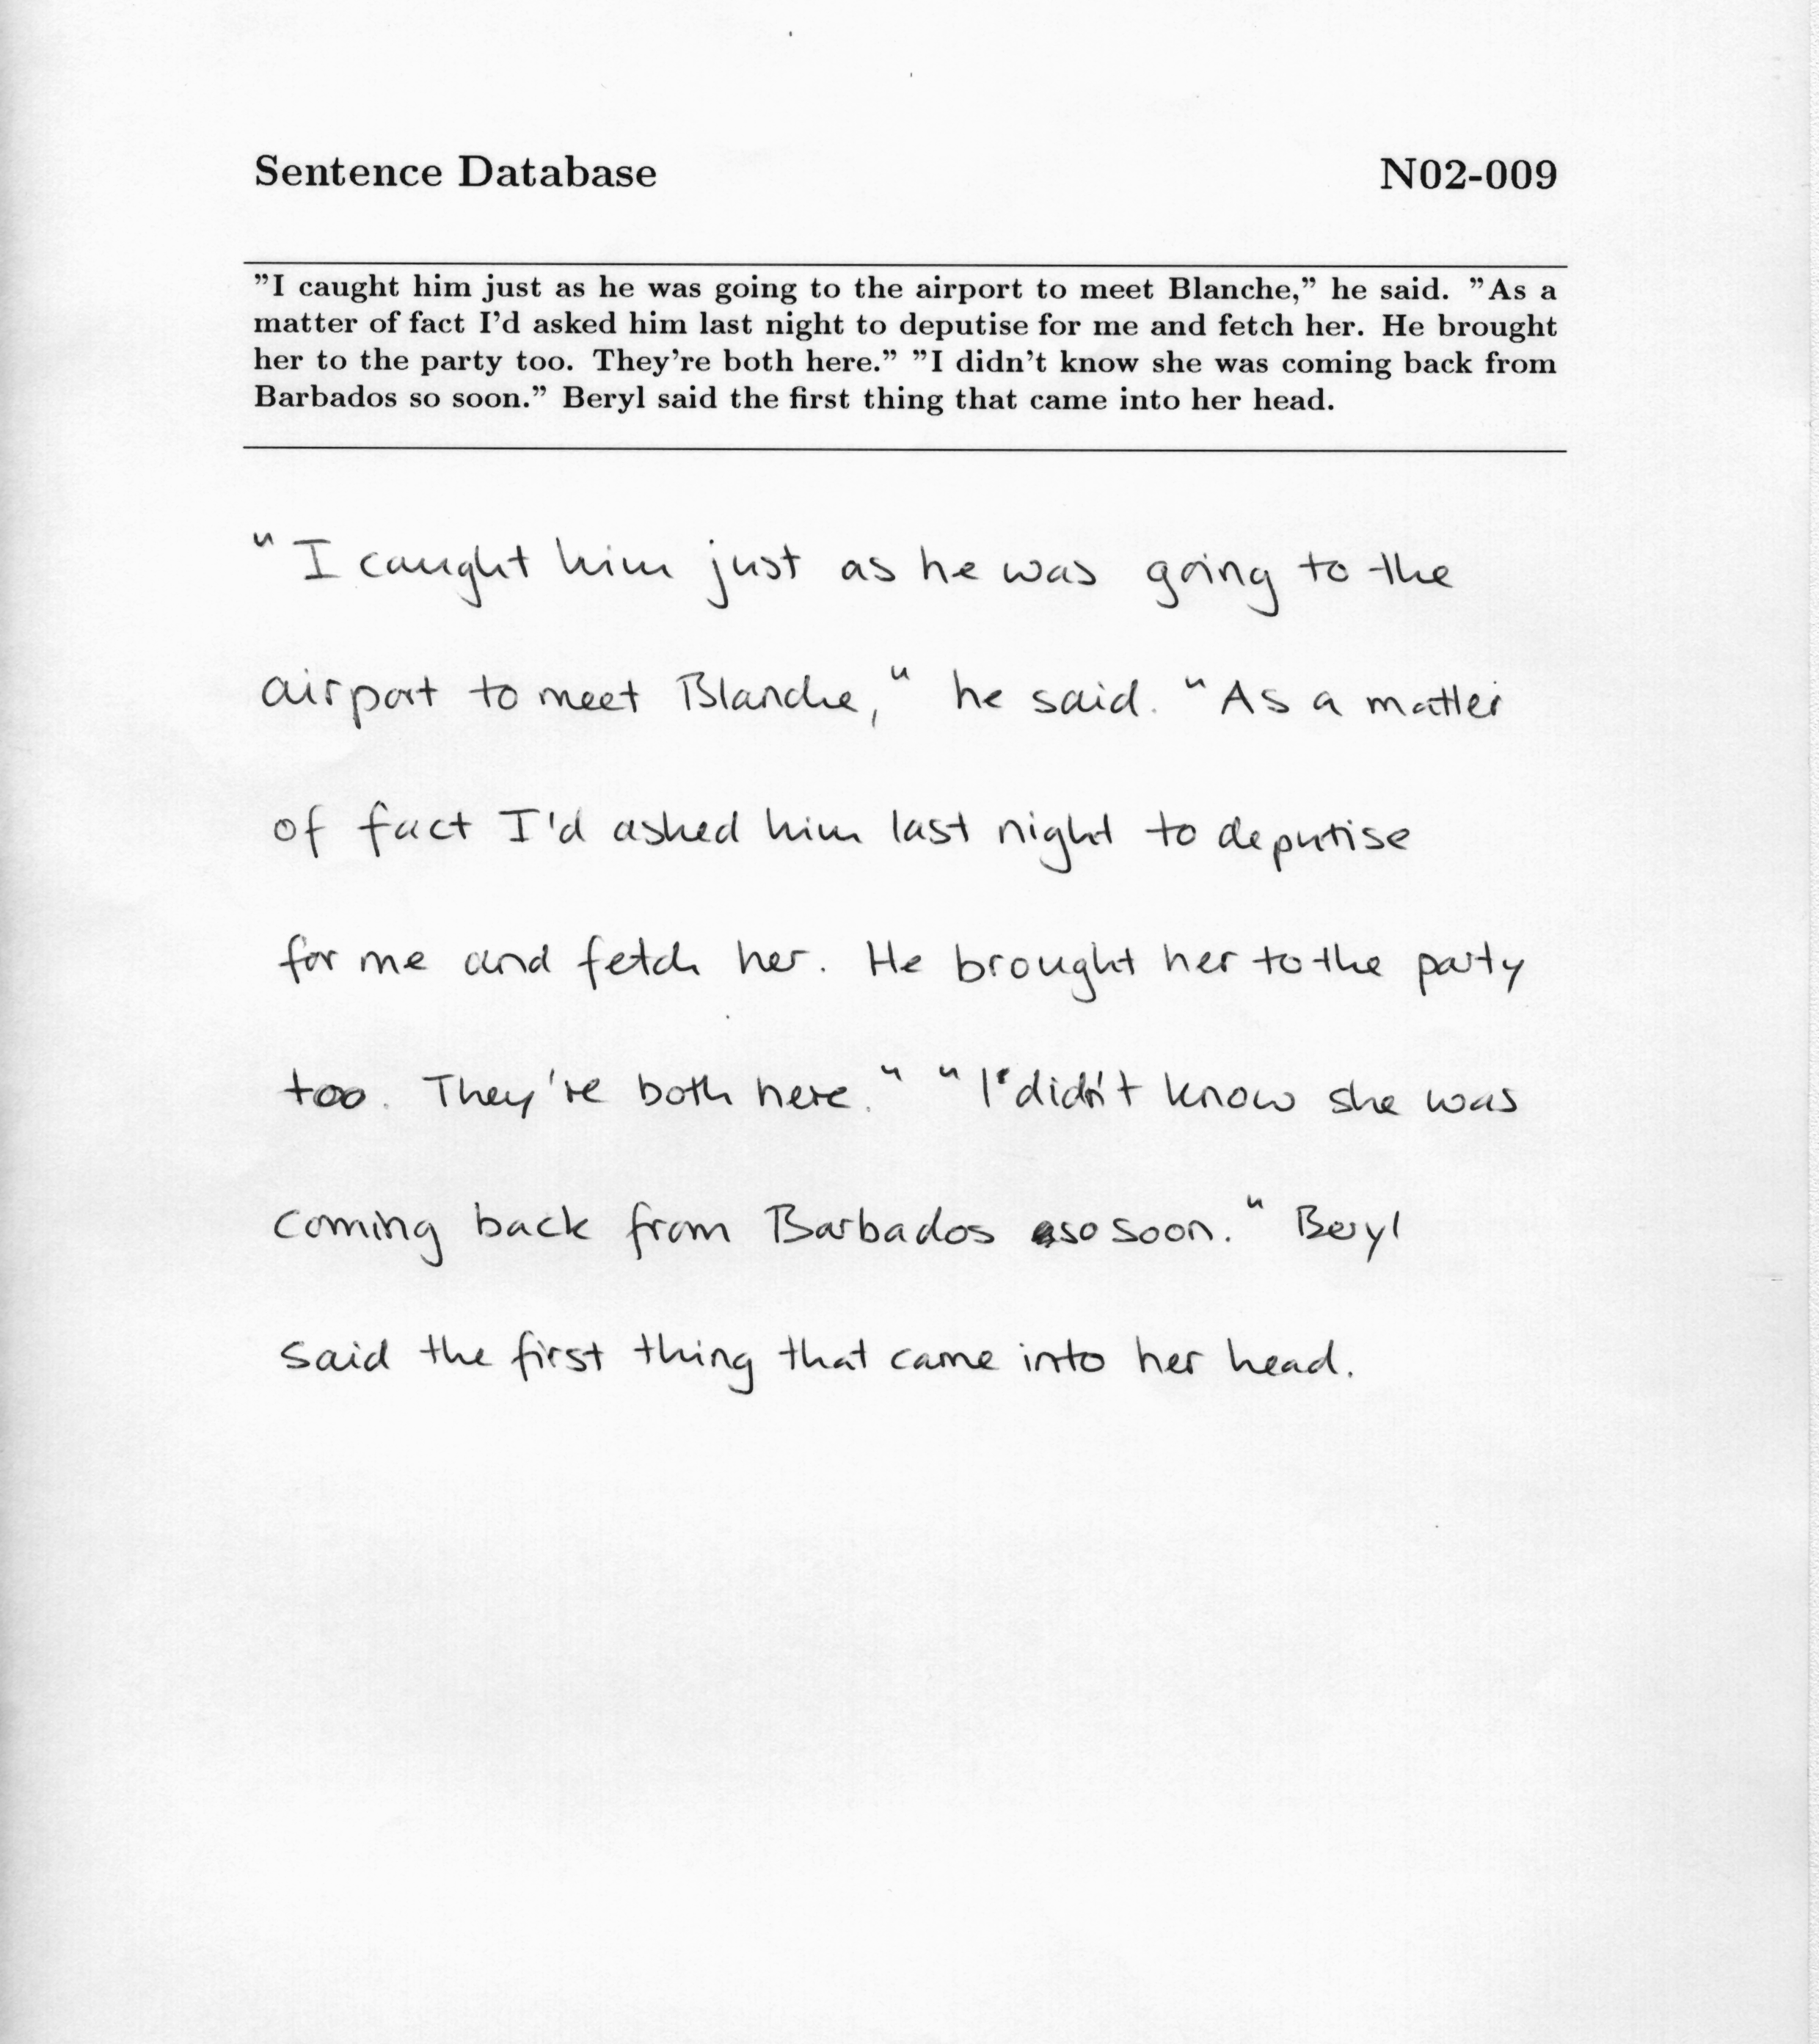 Sentence Database N02-009
”I caught him just as he was going to the airport to meet Blanche,” he said. ”As a
matter of fact I’d asked him last night to deputise for me and fetch her. He brought
her to the party too. They’re both here.” ”I didn’t know she was coming back from
Barbados so soon.” Beryl said the first thing that came into her head.
"I caught him just as he was going to the
airport to meet Blanche," he said. "As a matter
of fact I'd asked him last night to deputise
for me and fetch her. He brought her to the party
too. They're both here." "I didn't know she was
coming back from Barbados so soon." Beryl
said the first thing that came into her head.